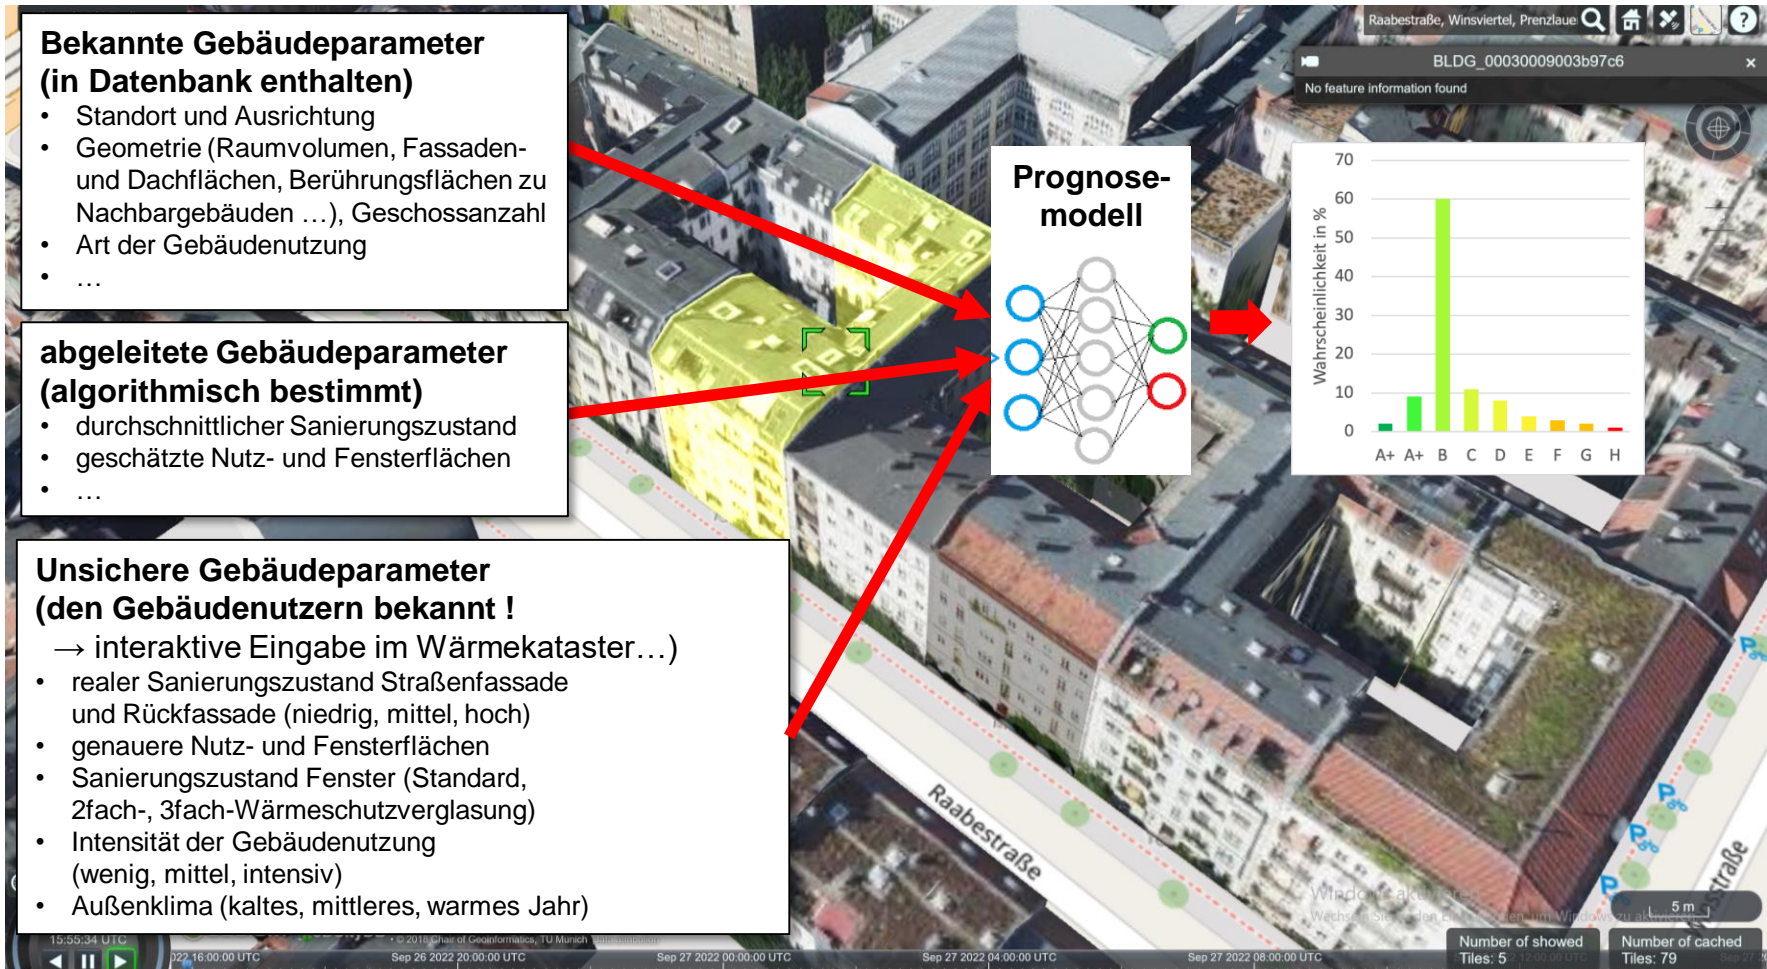 Bekannte Gebäudeparameter
(in Datenbank enthalten)
• Standort und Ausrichtung
• Geometrie (Raumvolumen, Fassaden-
und Dachflächen, Berührungsflächen zu
Nachbargebäuden …), Geschossanzahl
• Art der Gebäudenutzung
• …
abgeleitete Gebäudeparameter
(algorithmisch bestimmt)
• durchschnittlicher Sanierungszustand
• geschätzte Nutz- und Fensterflächen
• …
Unsichere Gebäudeparameter
(den Gebäudenutzern bekannt !
→ interaktive Eingabe im Wärmekataster…)
• realer Sanierungszustand Straßenfassade
und Rückfassade (niedrig, mittel, hoch)
• genauere Nutz- und Fensterflächen
• Sanierungszustand Fenster (Standard,
2fach-, 3fach-Wärmeschutzverglasung)
• Intensität der Gebäudenutzung
(wenig, mittel, intensiv)
• Außenklima (kaltes, mittleres, warmes Jahr)
Prognose-
modell
Raabestraße, Winsviertel, Prenzlaue
?
BLDG_00030009003b97c6
×
No feature information found
Wahrscheinlichkeit in %
70
60
50
40
30
20
10
0
A+ A+ B C D E F G H
Raabestraße
P
P
P
P
5 m
Windows aktivieren
Number of showed
Tiles: 5
Number of cached
Tiles: 79
15:55:34 UTC
© 2018 Chair of Geoinformatics, TU Munich
022 16:00:00 UTC
Sep 26 2022 20:00:00 UTC
Sep 27 2022 00:00:00 UTC
Sep 27 2022 04:00:00 UTC
Sep 27 2022 08:00:00 UTC